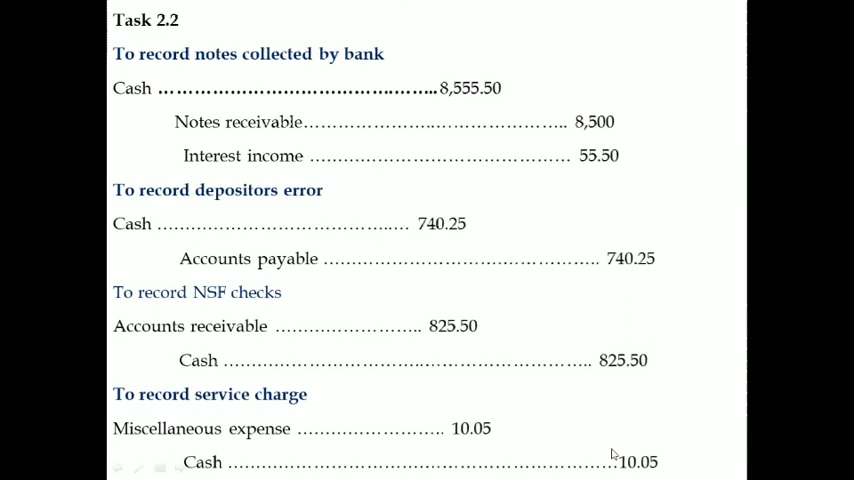 Task 2.2
To record notes collected by bank
Cash …………………………………….……..8,555.50
Notes receivable…………………..………………….. 8,500
Interest income …….………………………………… 55.50
To record depositors error
Cash …….……………………………..… 740.25
Accounts payable …….……………………….………….. 740.25
To record NSF checks
Accounts receivable …….……………….. 825.50
Cash …….…………………………..……………………….. 825.50
To record service charge
Miscellaneous expense …….…………….. 10.05
Cash …….…………………………..…………………………10.05